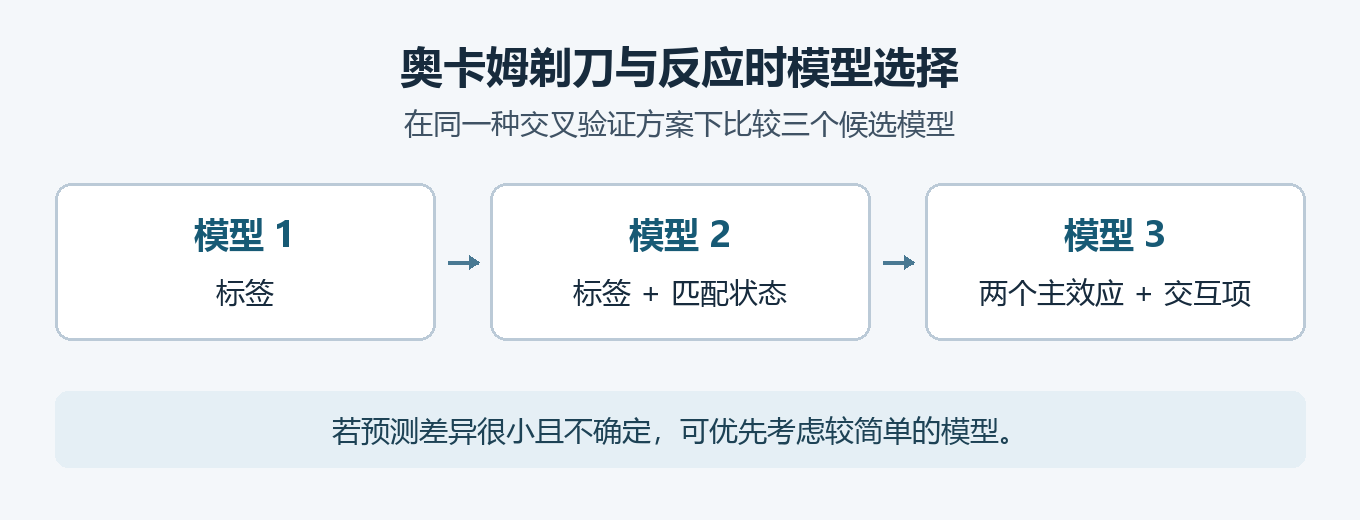 奥卡姆剃刀与反应时模型选择
在同一种交叉验证方案下比较三个候选模型
模型 1
标签
模型 2
标签 + 匹配状态
模型 3
两个主效应 + 交互项
若预测差异很小且不确定，可优先考虑较简单的模型。